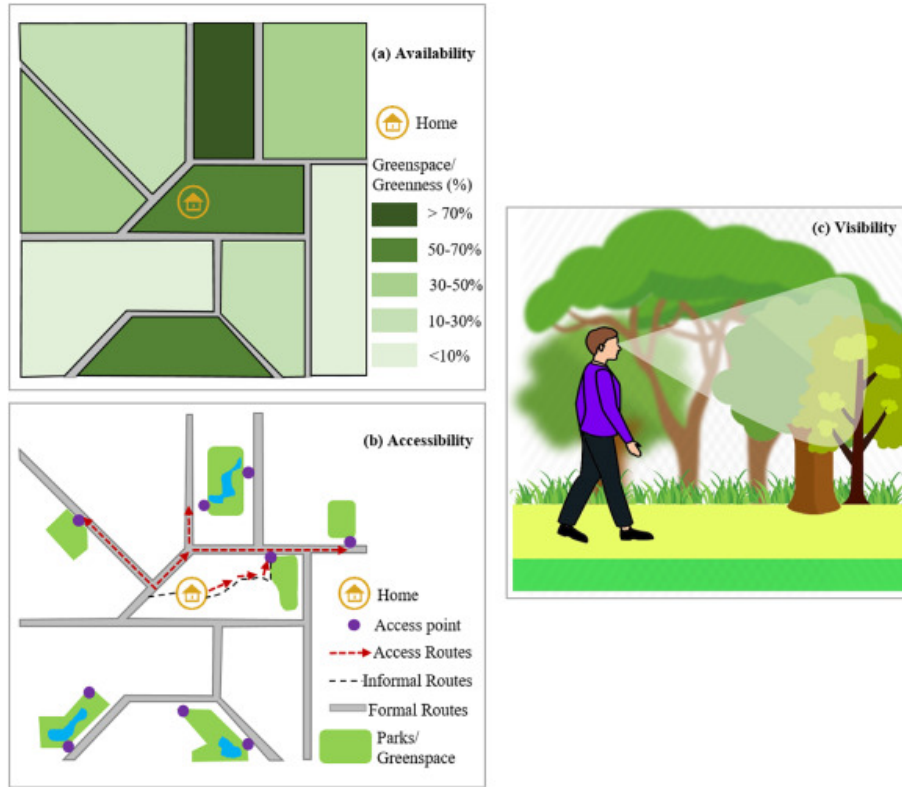 (a) Availability
Home
Greenspace/
Greenness (%)
> 70%
50-70%
30-50%
10-30%
<10%
(b) Accessibility
Home
Access point
Access Routes
Informal Routes
Formal Routes
Parks/
Greenspace
(c) Visibility